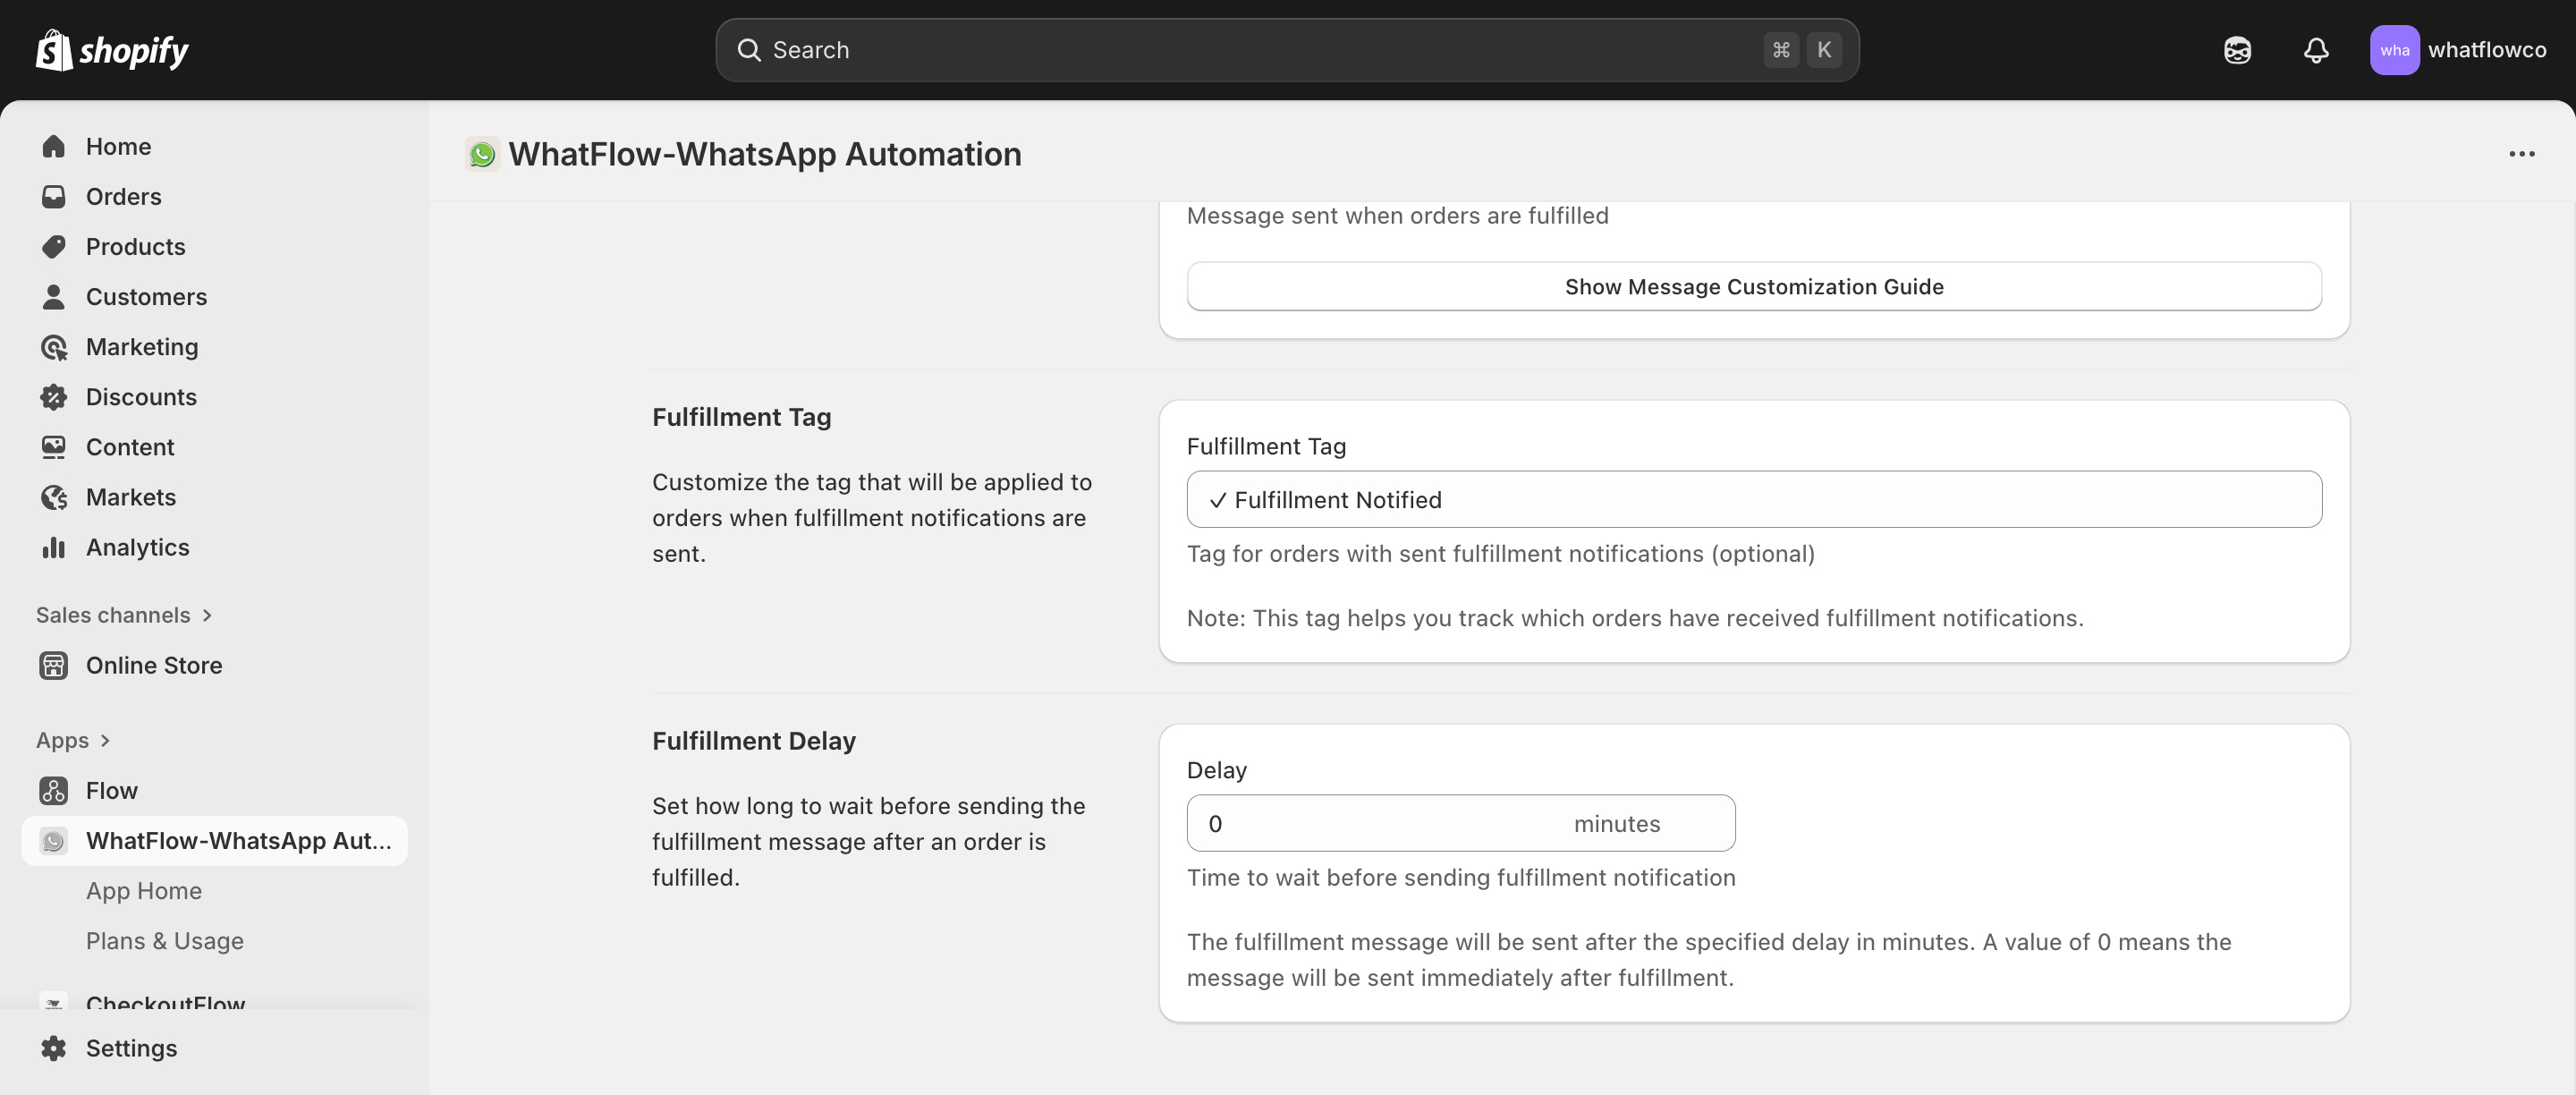 shopify
Search
⌘ K
wha
whatflowco
Home
Orders
Products
Customers
Marketing
Discounts
Content
Markets
Analytics
Sales channels
Online Store
Apps
Flow
WhatFlow-WhatsApp Aut...
App Home
Plans & Usage
CheckoutFlow
Settings
WhatFlow-WhatsApp Automation
Message sent when orders are fulfilled
Show Message Customization Guide
Fulfillment Tag
Customize the tag that will be applied to
orders when fulfillment notifications are
sent.
Fulfillment Tag
✓ Fulfillment Notified
Tag for orders with sent fulfillment notifications (optional)
Note: This tag helps you track which orders have received fulfillment notifications.
Fulfillment Delay
Set how long to wait before sending the
fulfillment message after an order is
fulfilled.
Delay
0 minutes
Time to wait before sending fulfillment notification
The fulfillment message will be sent after the specified delay in minutes. A value of 0 means the
message will be sent immediately after fulfillment.